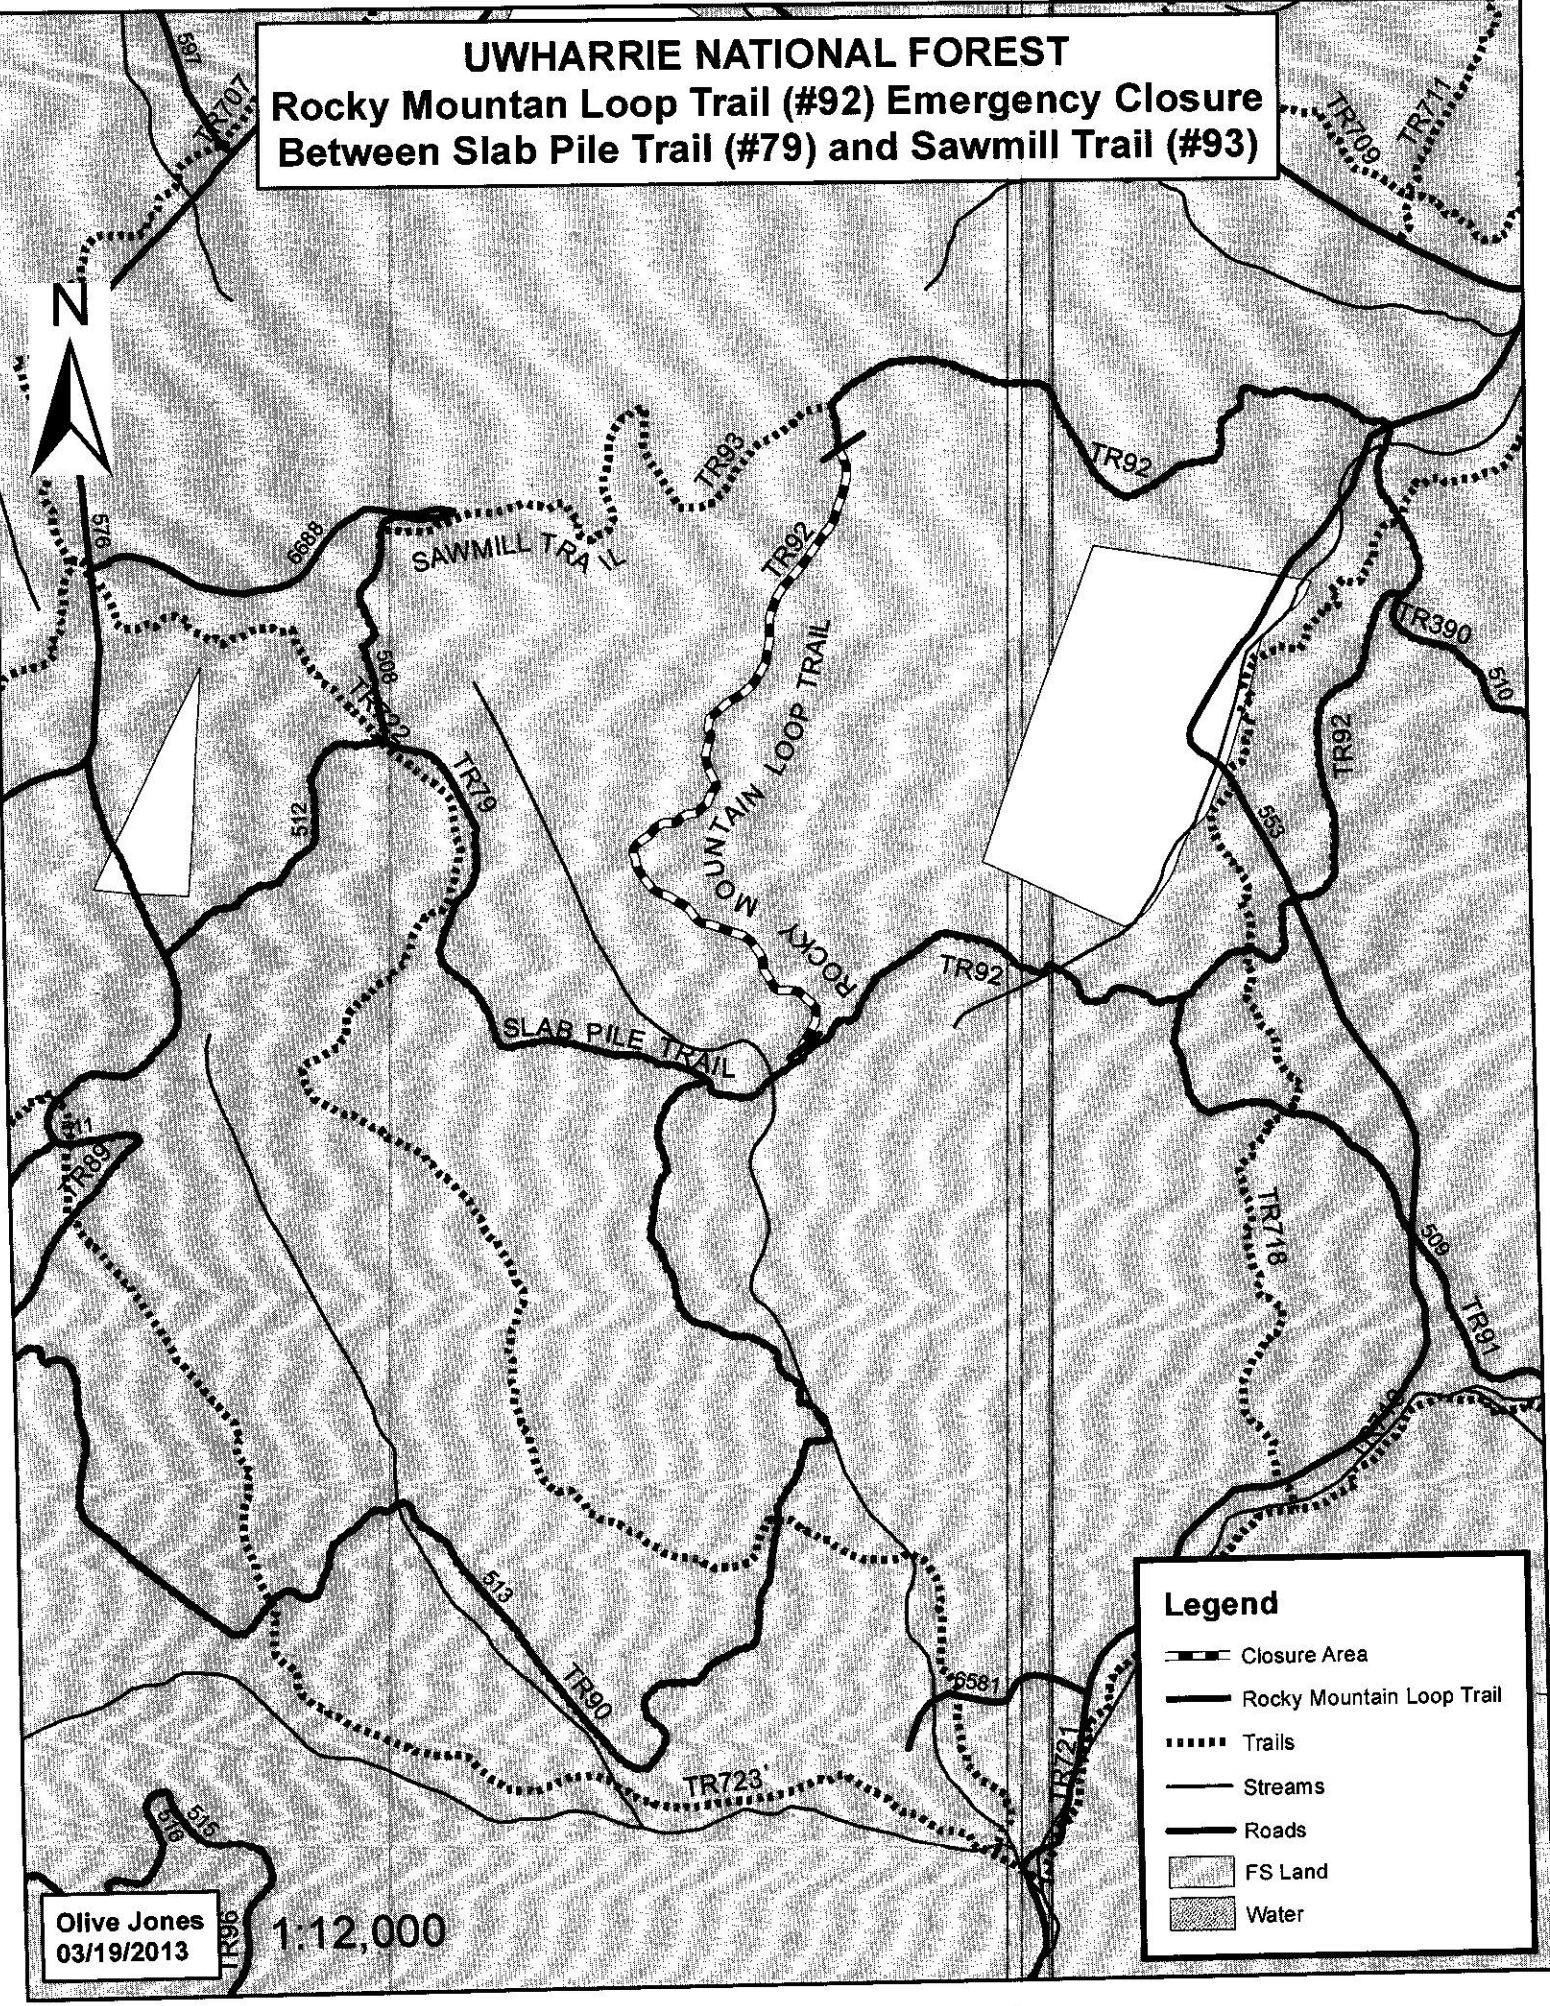 UWHARRIE NATIONAL FOREST
Rocky Mountan Loop Trail (#92) Emergency Closure
Between Slab Pile Trail (#79) and Sawmill Trail (#93)
597
TR707
TR709
TR711
N
TR93
TR92
576
6688
SAWMILL TRAIL
TR92
TR390
510
508
TR722
TR92
TR79
512
553
ROCKY MOUNTAIN LOOP TRAIL
TR92
SLAB PILE TRAIL
11
TR89
TR718
509
TR91
513
TR90
6581
TR721
TR723
515
516
TR96
Legend
Closure Area
Rocky Mountain Loop Trail
Trails
Streams
Roads
FS Land
Water
Olive Jones
03/19/2013
1:12,000